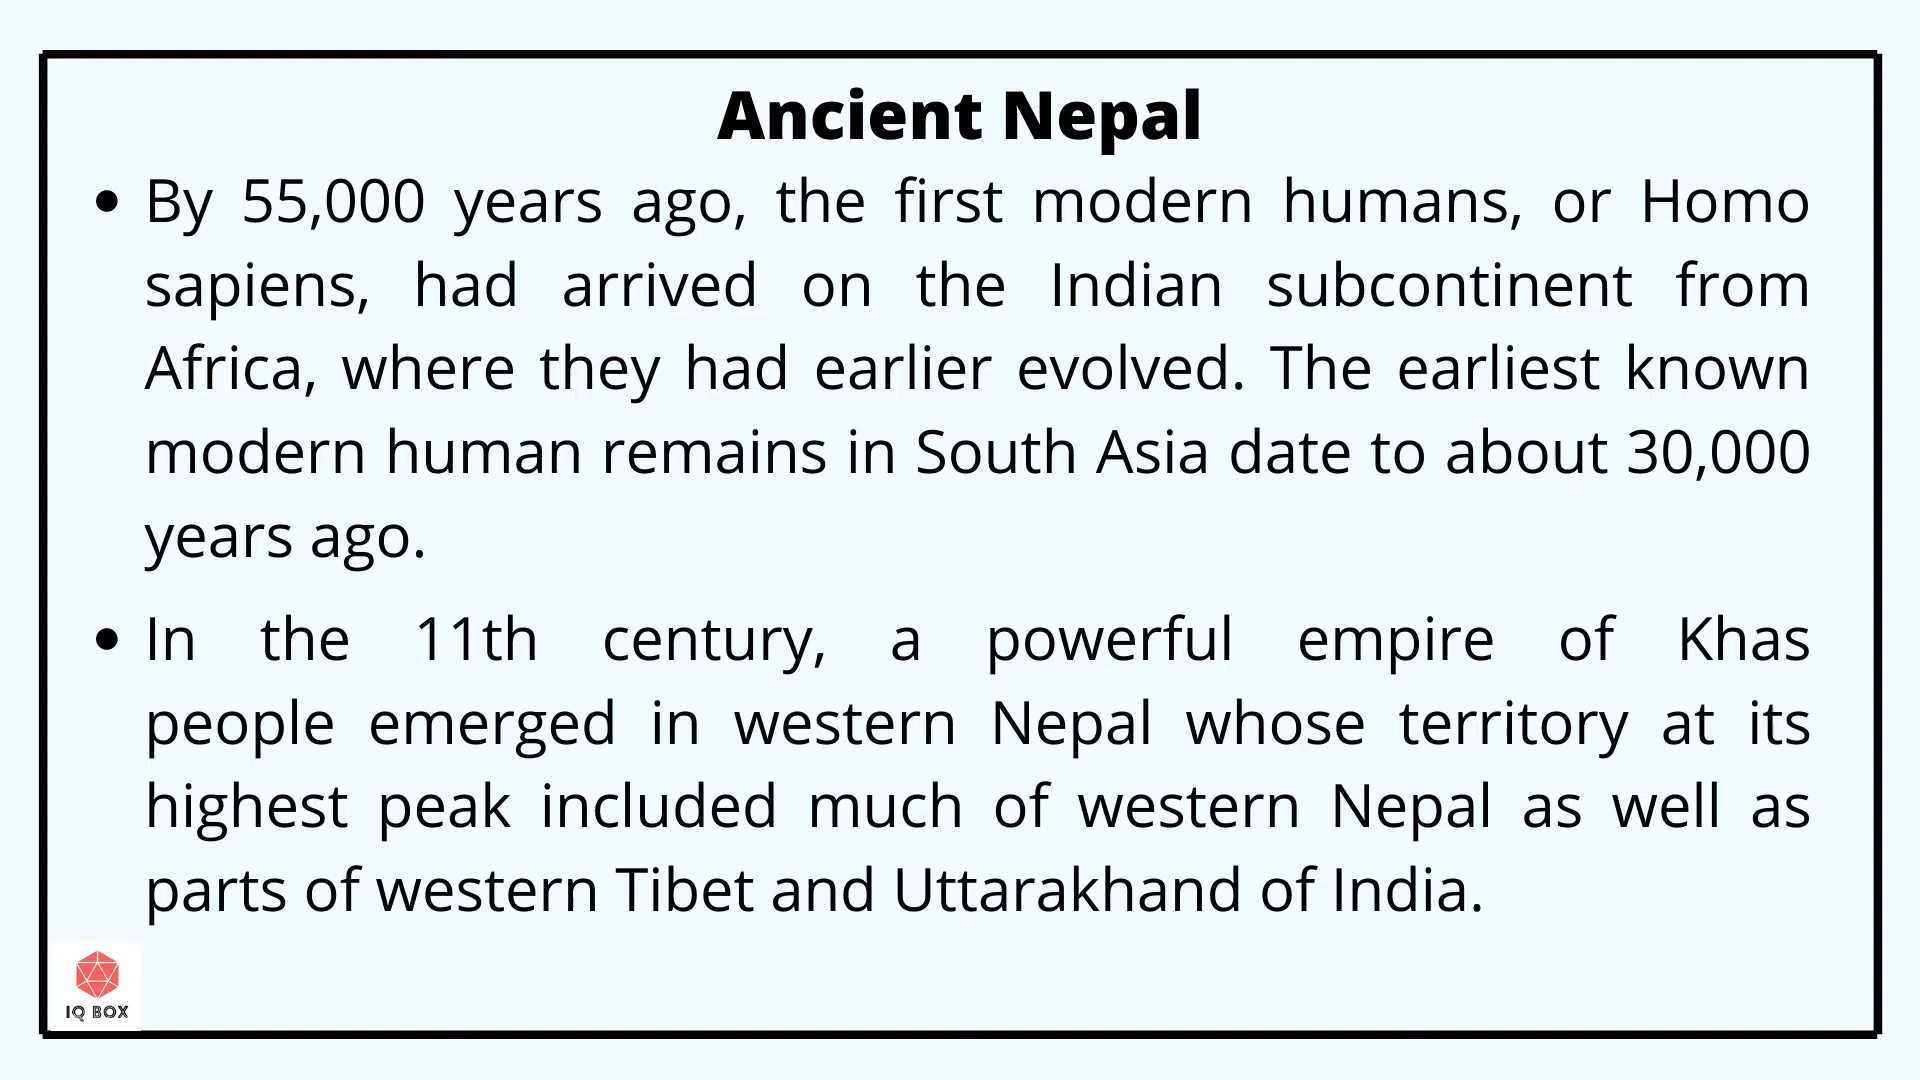 Ancient Nepal
• By 55,000 years ago, the first modern humans, or Homo
sapiens, had arrived on the Indian subcontinent from
Africa, where they had earlier evolved. The earliest known
modern human remains in South Asia date to about 30,000
years ago.
• In the 11th century, a powerful empire of Khas
people emerged in western Nepal whose territory at its
highest peak included much of western Nepal as well as
parts of western Tibet and Uttarakhand of India.
IQ BOX